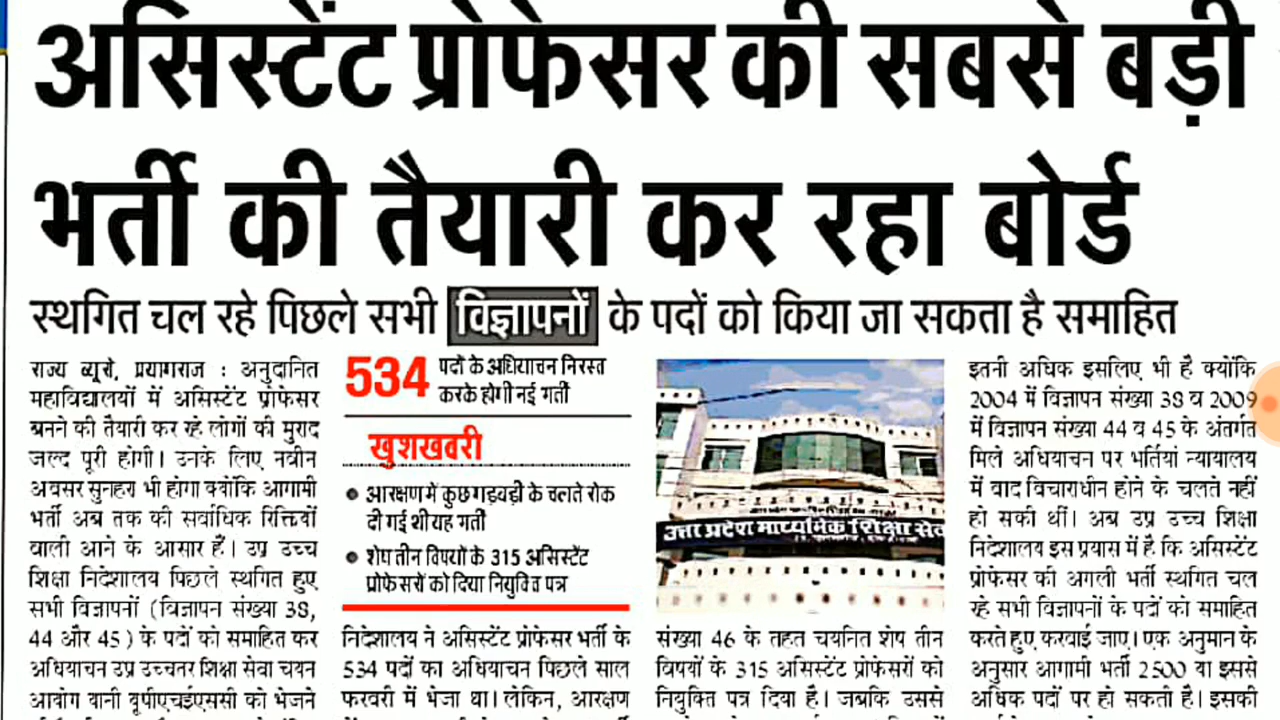 असिस्टेंट प्रोफेसर की सबसे बड़ी
भर्ती की तैयारी कर रहा बोर्ड
स्थगित चल रहे पिछले सभी विज्ञापनों के पदों को किया जा सकता है समाहित
राज्य ब्यूरो, प्रयागराज : अनुदानित
महाविद्यालयों में असिस्टेंट प्रोफेसर
बनने की तैयारी कर रहे लोगों की मुराद
जल्द पूरी होगी। उनके लिए नवीन
अवसर सुनहरा भी होगा क्योंकि आगामी
भर्ती अब तक की सर्वाधिक रिक्तियों
वाली आने के आसार हैं। उप्र उच्च
शिक्षा निदेशालय पिछले स्थगित हुए
सभी विज्ञापनों (विज्ञापन संख्या 38,
44 और 45) के पदों को समाहित कर
अधियाचन उप्र उच्चतर शिक्षा सेवा चयन
आयोग यानी यूपीएचईएससी को भेजने
534 पदों के अधियाचन निरस्त
करके होगी नई भर्ती
खुशखबरी
आरक्षण में कुछ गड़बड़ी के चलते रोक
दी गई थी यह भर्ती
शेष तीन विषयों के 315 असिस्टेंट
प्रोफेसरों को दिया नियुक्ति पत्र
निदेशालय ने असिस्टेंट प्रोफेसर भर्ती के
534 पदों का अधियाचन पिछले साल
फरवरी में भेजा था। लेकिन, आरक्षण
उत्तर प्रदेश माध्यमिक शिक्षा सेव
संख्या 46 के तहत चयनित शेष तीन
विषयों के 315 असिस्टेंट प्रोफेसरों को
नियुक्ति पत्र दिया है। जबकि उससे
इतनी अधिक इसलिए भी है क्योंकि
2004 में विज्ञापन संख्या 38 व 2009
में विज्ञापन संख्या 44 व 45 के अंतर्गत
मिले अधियाचन पर भर्तियां न्यायालय
में वाद विचाराधीन होने के चलते नहीं
हो सकी थीं। अब उप्र उच्च शिक्षा
निदेशालय इस प्रयास में है कि असिस्टेंट
प्रोफेसर की अगली भर्ती स्थगित चल
रहे सभी विज्ञापनों के पदों को समाहित
करते हुए करवाई जाए। एक अनुमान के
अनुसार आगामी भर्ती 2500 या इससे
अधिक पदों पर हो सकती है। इसकी